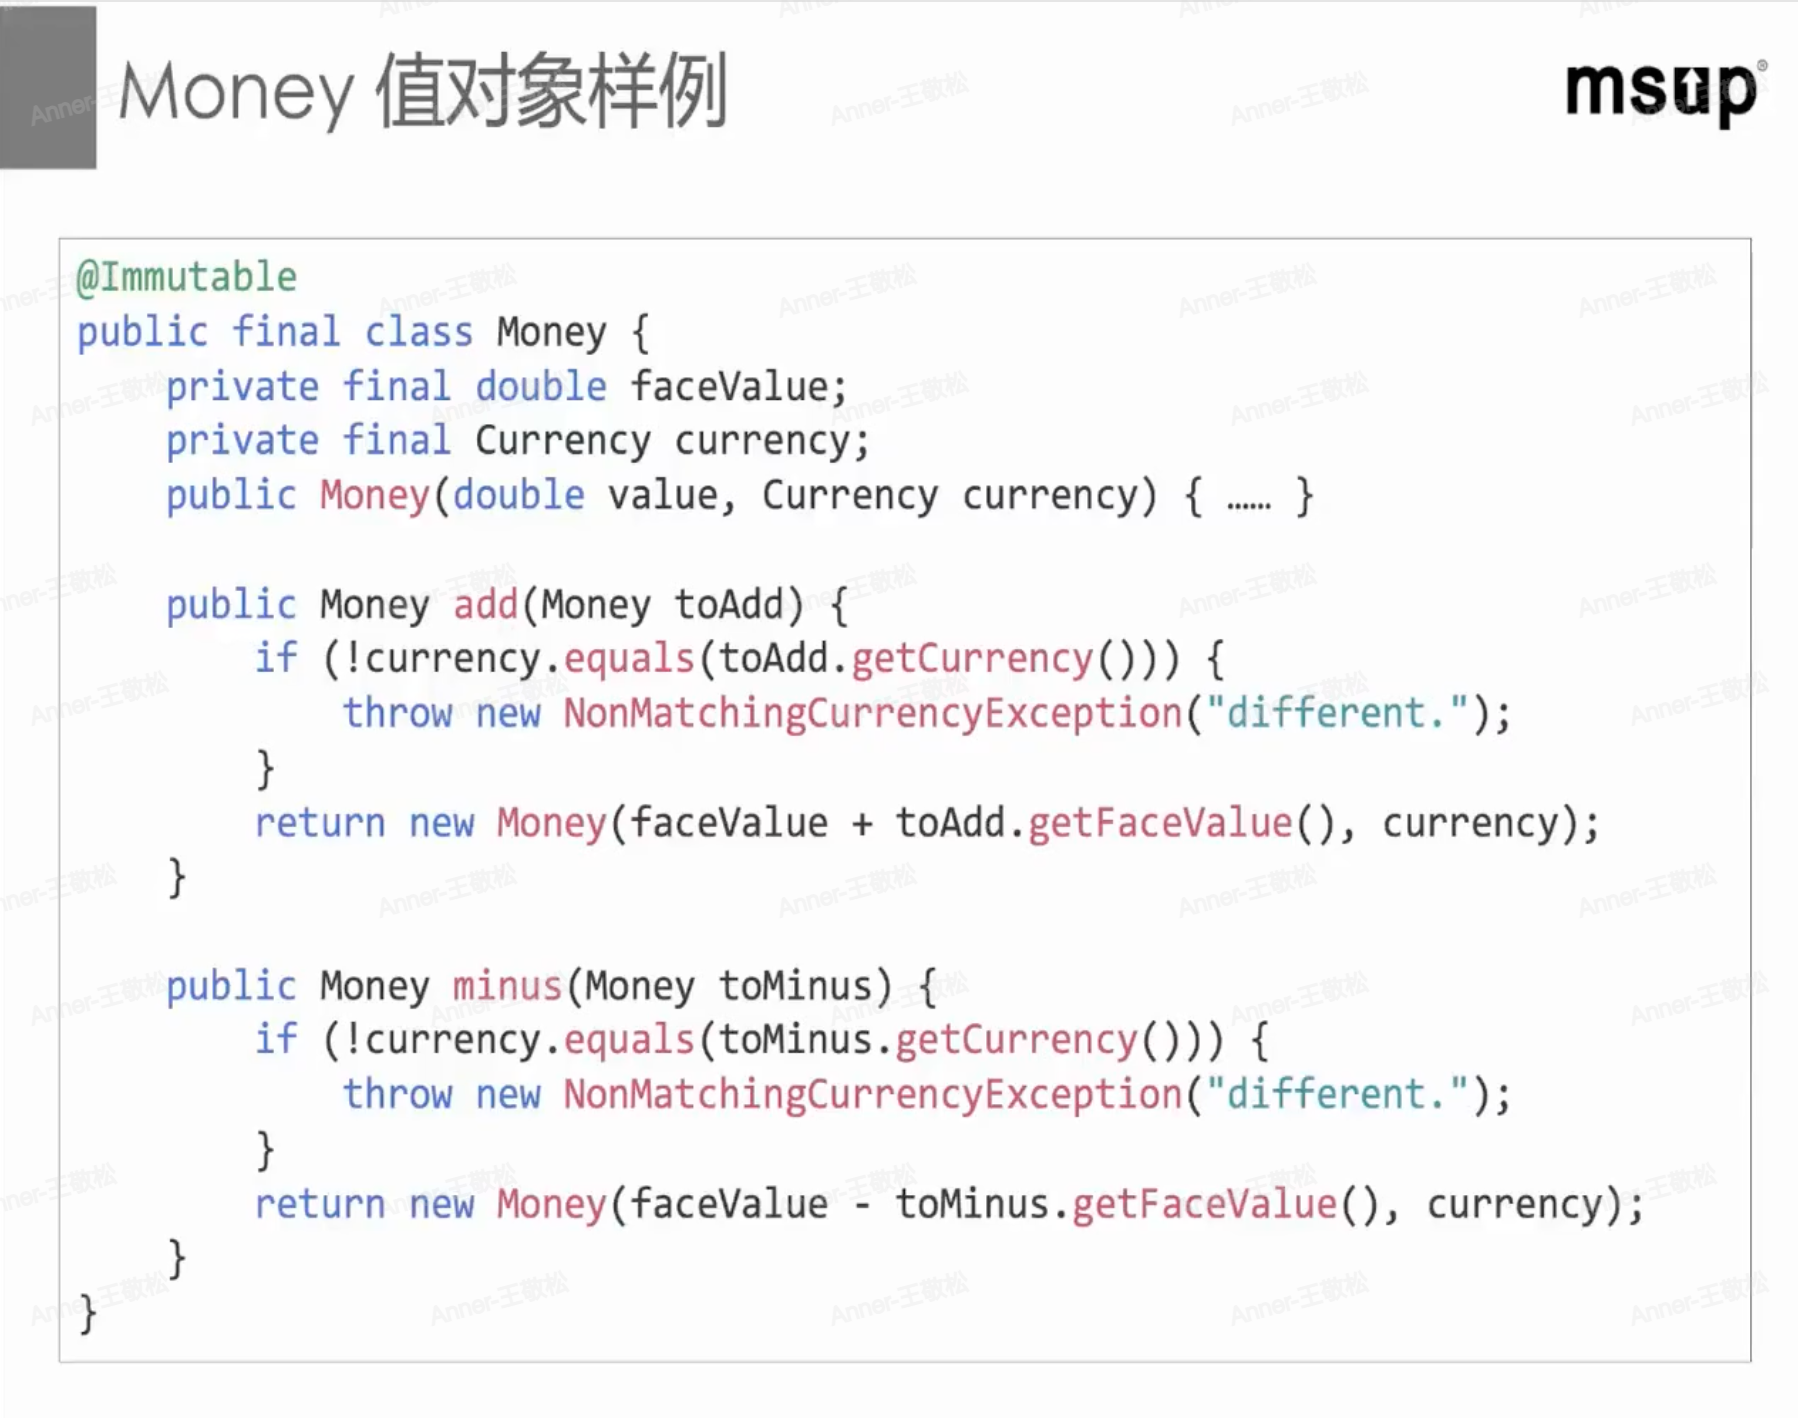 Money 值对象样例
msup®
@Immutable
public final class Money {
    private final double faceValue;
    private final Currency currency;
    public Money(double value, Currency currency) { …… }

    public Money add(Money toAdd) {
        if (!currency.equals(toAdd.getCurrency())) {
            throw new NonMatchingCurrencyException("different.");
        }
        return new Money(faceValue + toAdd.getFaceValue(), currency);
    }

    public Money minus(Money toMinus) {
        if (!currency.equals(toMinus.getCurrency())) {
            throw new NonMatchingCurrencyException("different.");
        }
        return new Money(faceValue - toMinus.getFaceValue(), currency);
    }
}
Anner-王敬松